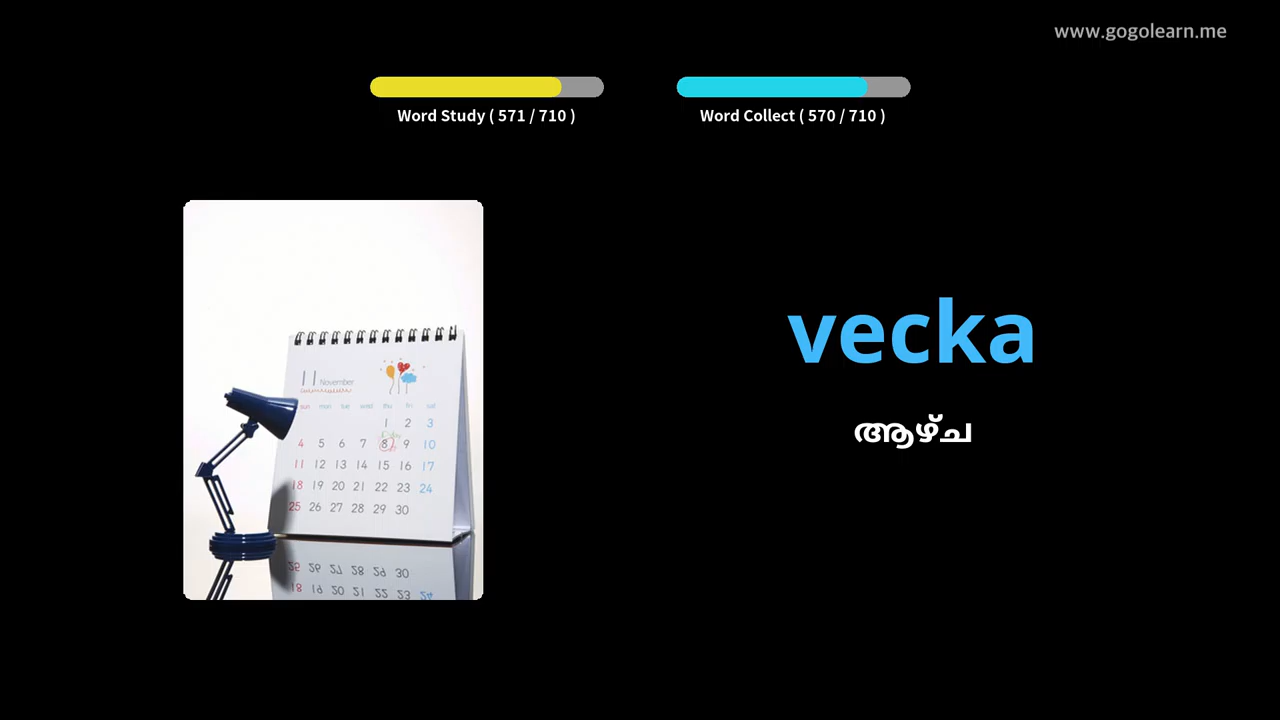 www.gogolearn.me
Word Study ( 571 / 710 )
Word Collect ( 570 / 710 )
vecka
ആഴ്ച
11 November
sun mon tue wed thu fri sat
1 2 3
4 5 6 7 8 9 10
11 12 13 14 15 16 17
18 19 20 21 22 23 24
25 26 27 28 29 30